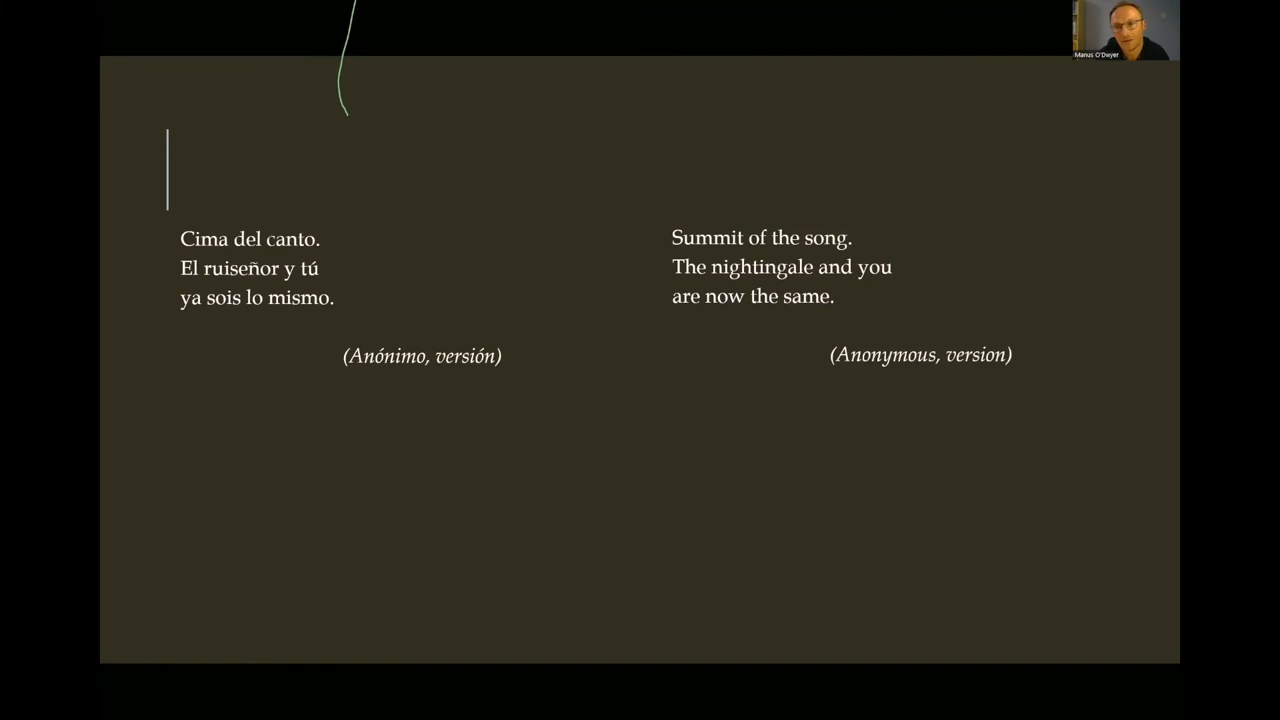 Manus O'Dwyer
Cima del canto.
El ruiseñor y tú
ya sois lo mismo.
(Anónimo, versión)
Summit of the song.
The nightingale and you
are now the same.
(Anonymous, version)